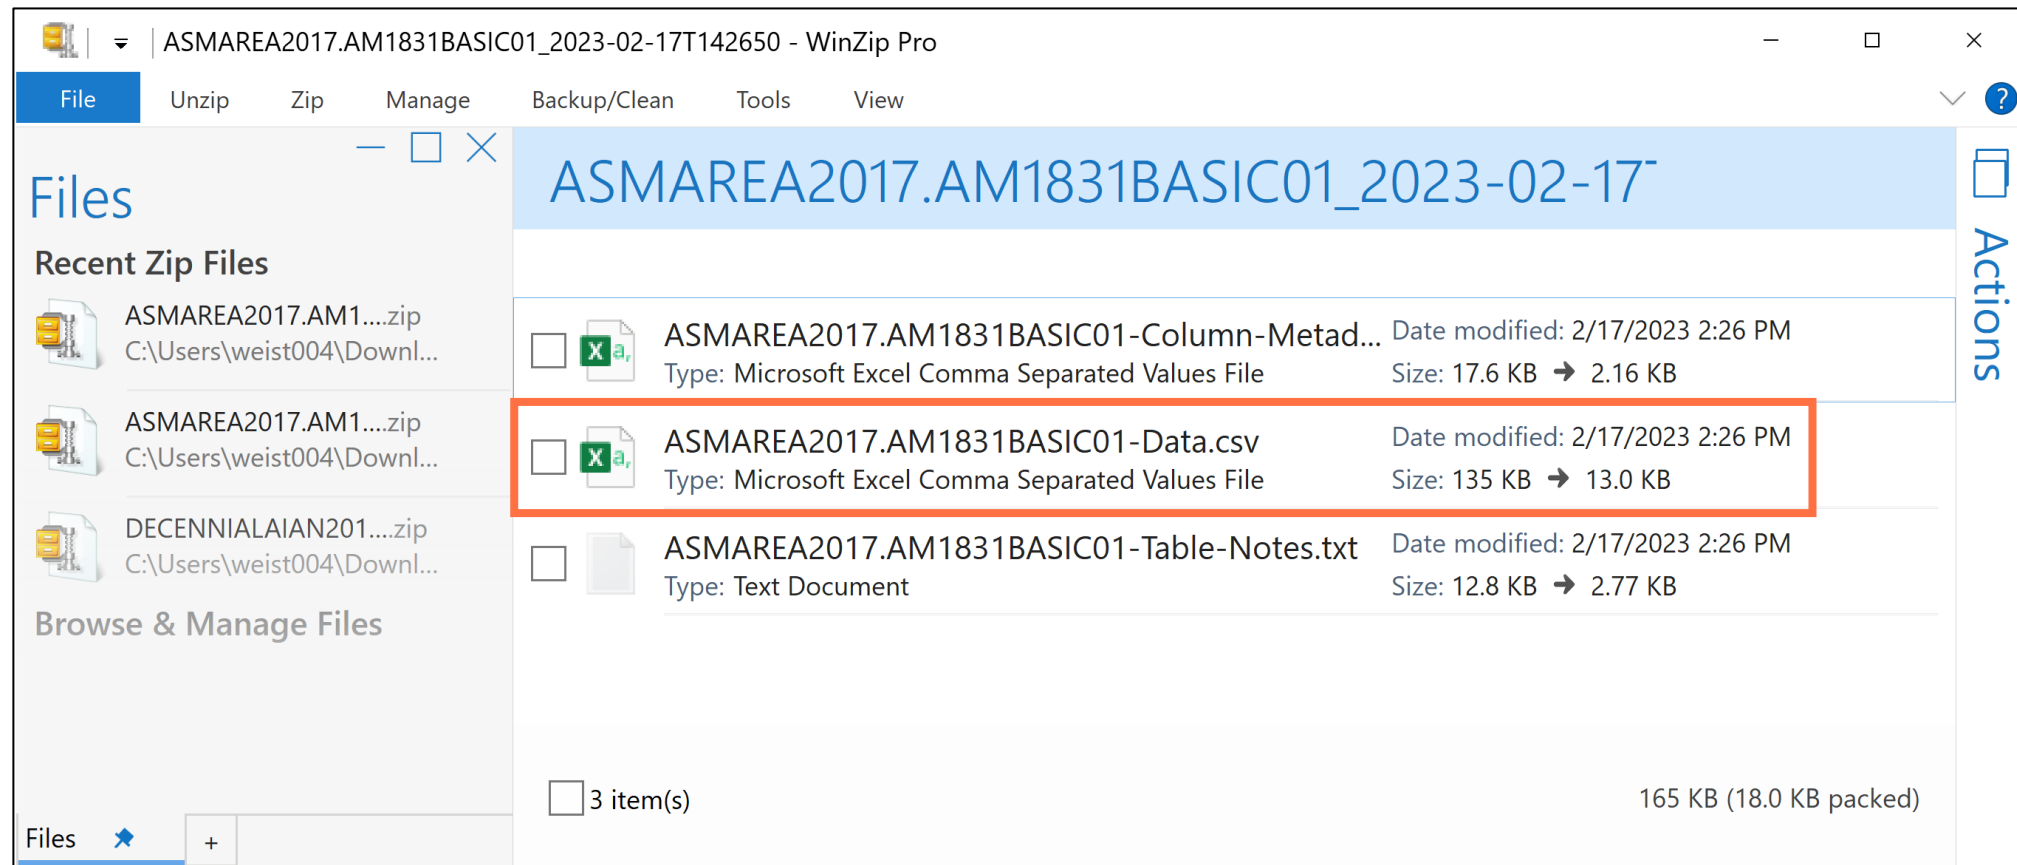 ASMAREA2017.AM1831BASIC01_2023-02-17T142650 - WinZip Pro
File Unzip Zip Manage Backup/Clean Tools View ?
Files
Recent Zip Files
ASMAREA2017.AM1....zip
C:\Users\weist004\Downl...
ASMAREA2017.AM1....zip
C:\Users\weist004\Downl...
DECENNIALAIAN201....zip
C:\Users\weist004\Downl...
Browse & Manage Files
Files +
ASMAREA2017.AM1831BASIC01_2023-02-17
ASMAREA2017.AM1831BASIC01-Column-Metad... Date modified: 2/17/2023 2:26 PM
Type: Microsoft Excel Comma Separated Values File Size: 17.6 KB → 2.16 KB
ASMAREA2017.AM1831BASIC01-Data.csv Date modified: 2/17/2023 2:26 PM
Type: Microsoft Excel Comma Separated Values File Size: 135 KB → 13.0 KB
ASMAREA2017.AM1831BASIC01-Table-Notes.txt Date modified: 2/17/2023 2:26 PM
Type: Text Document Size: 12.8 KB → 2.77 KB
3 item(s) 165 KB (18.0 KB packed)
Actions